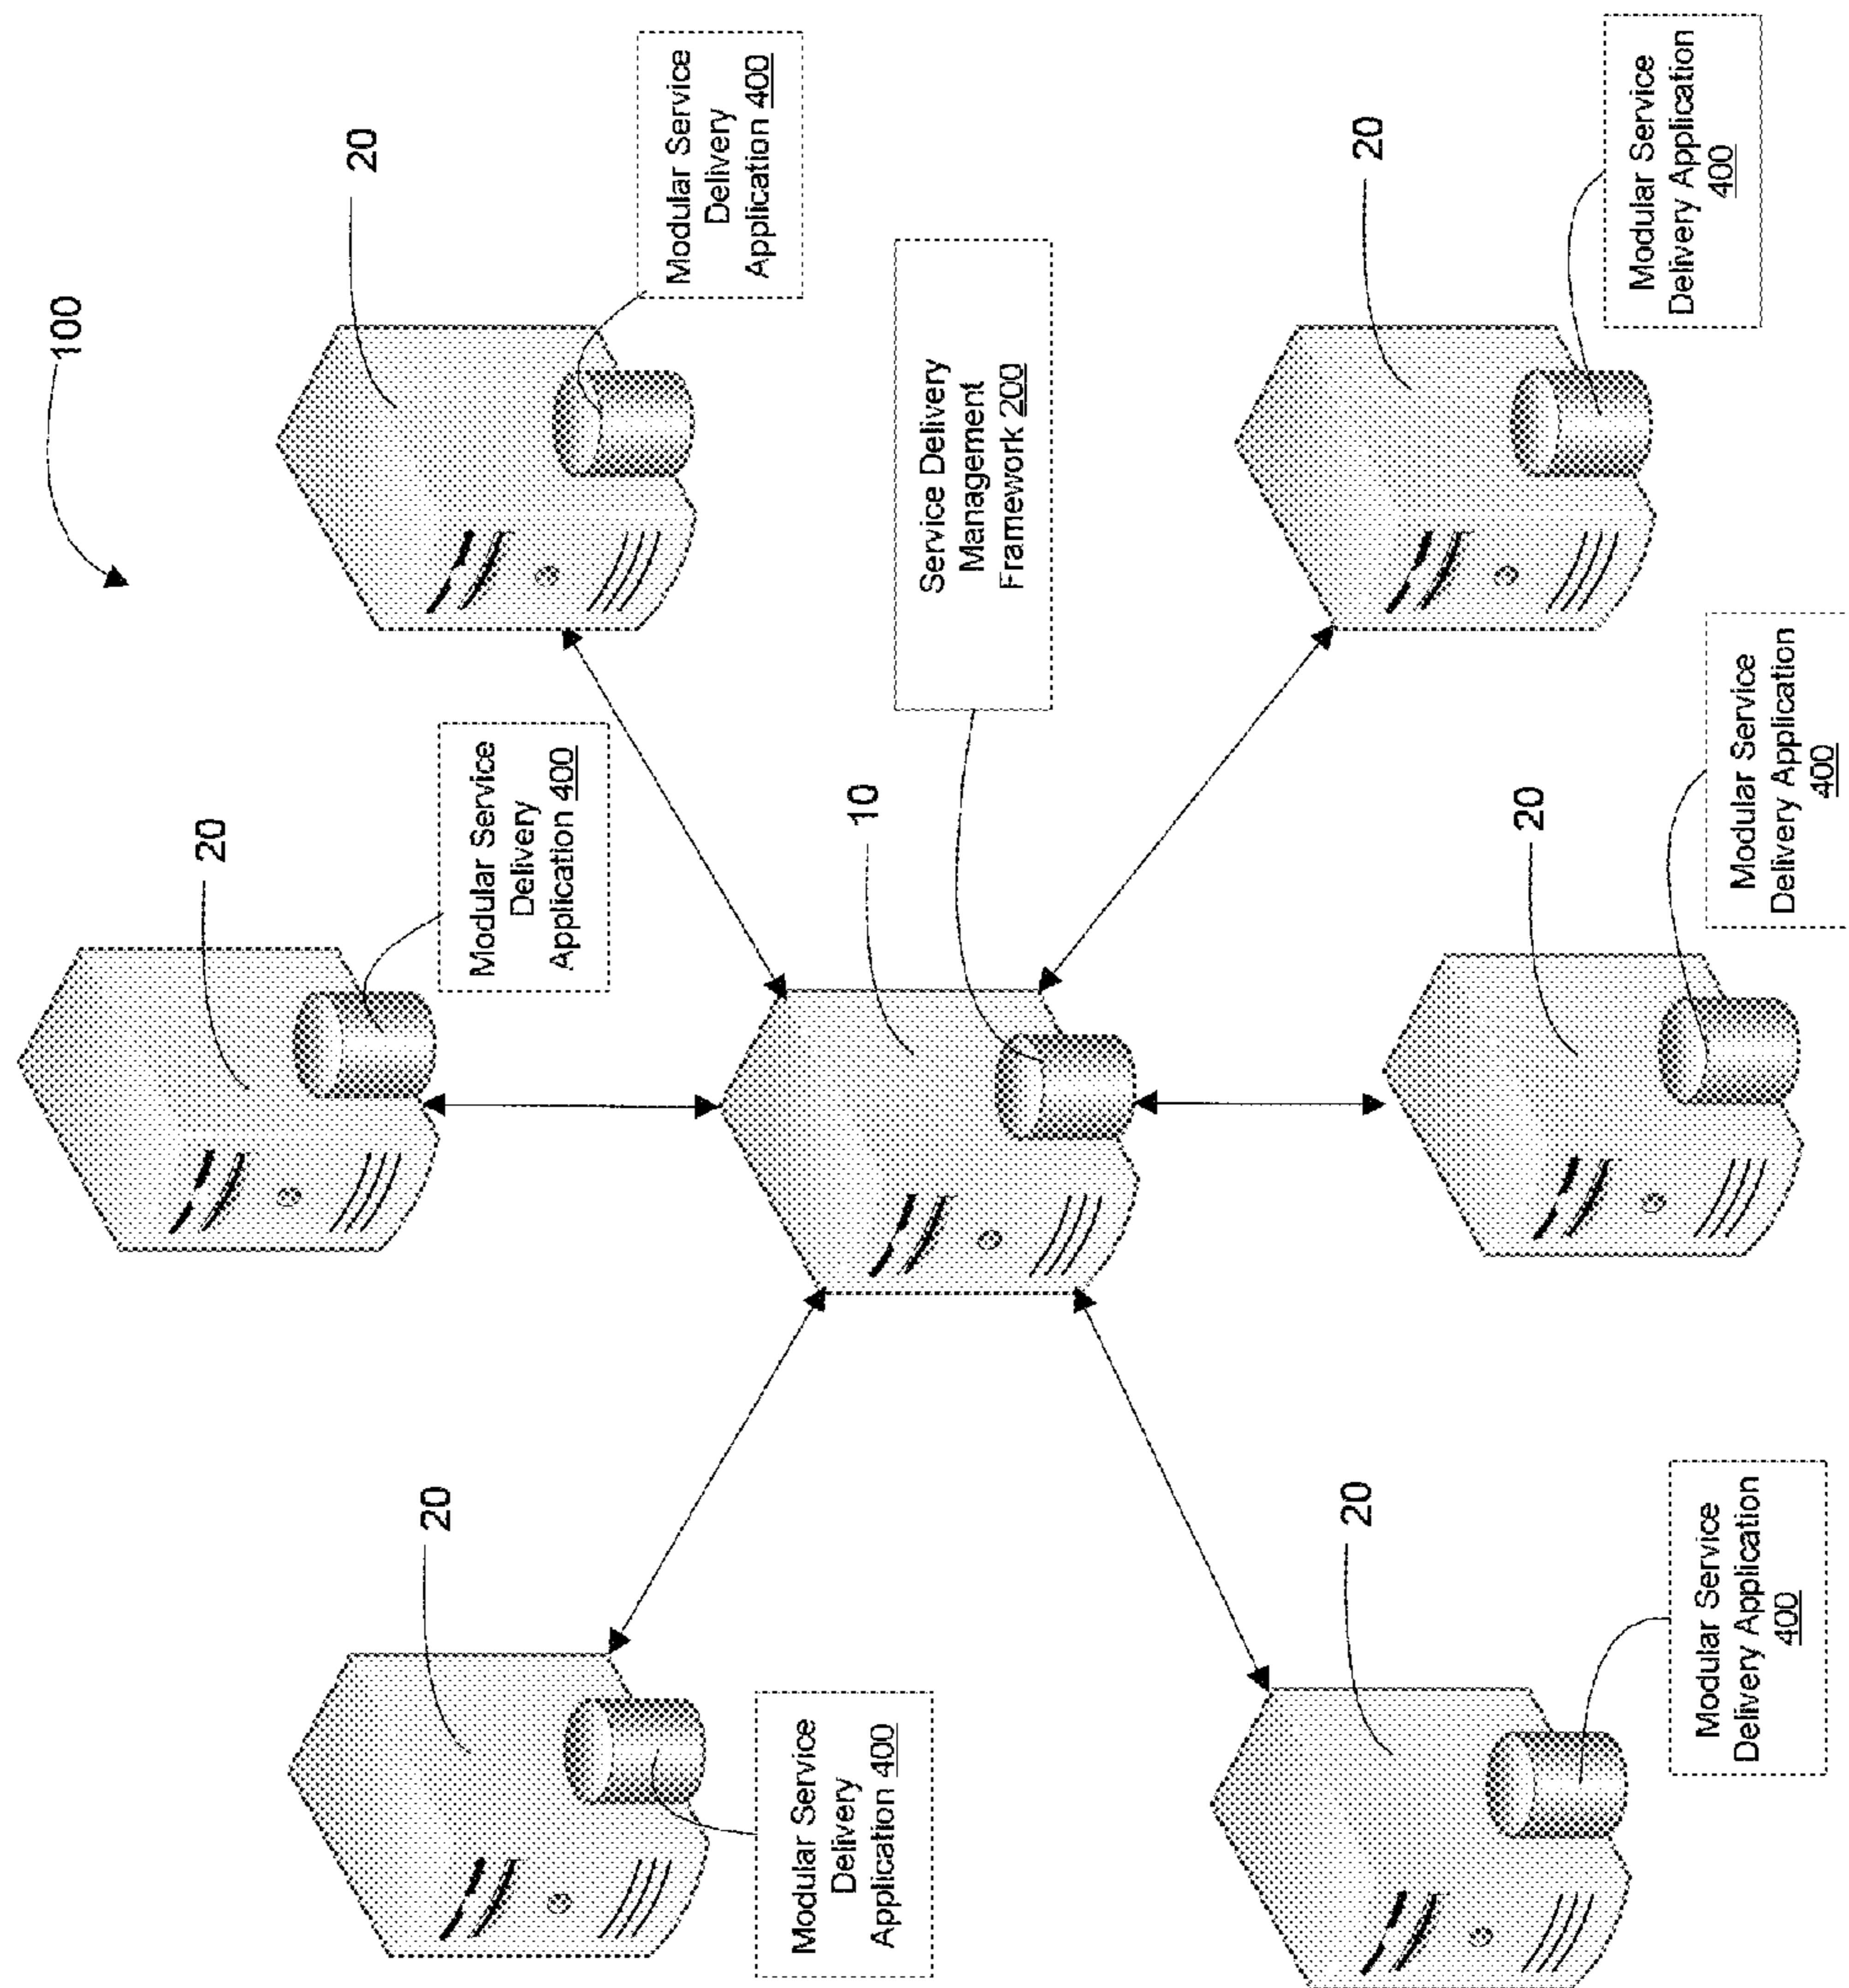 100
20
Modular Service
Delivery
Application 400
20
Modular Service
Delivery
Application 400
20
Modular Service
Delivery
Application 400
10
Service Delivery
Management
Framework 200
20
Modular Service
Delivery Application
400
20
Modular Service
Delivery Application
400
20
Modular Service
Delivery Application
400